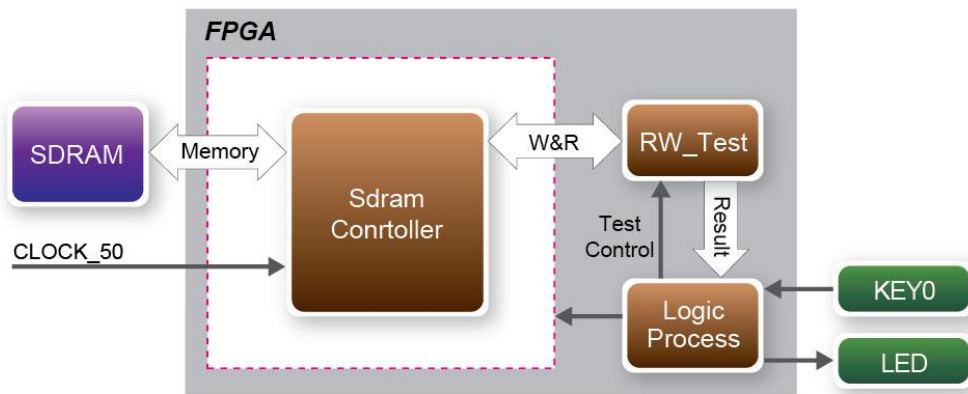 FPGA
SDRAM
Memory
Sdram
Conrtoller
W&R
RW_Test
CLOCK_50
Test
Control
Result
Logic
Process
KEY0
LED